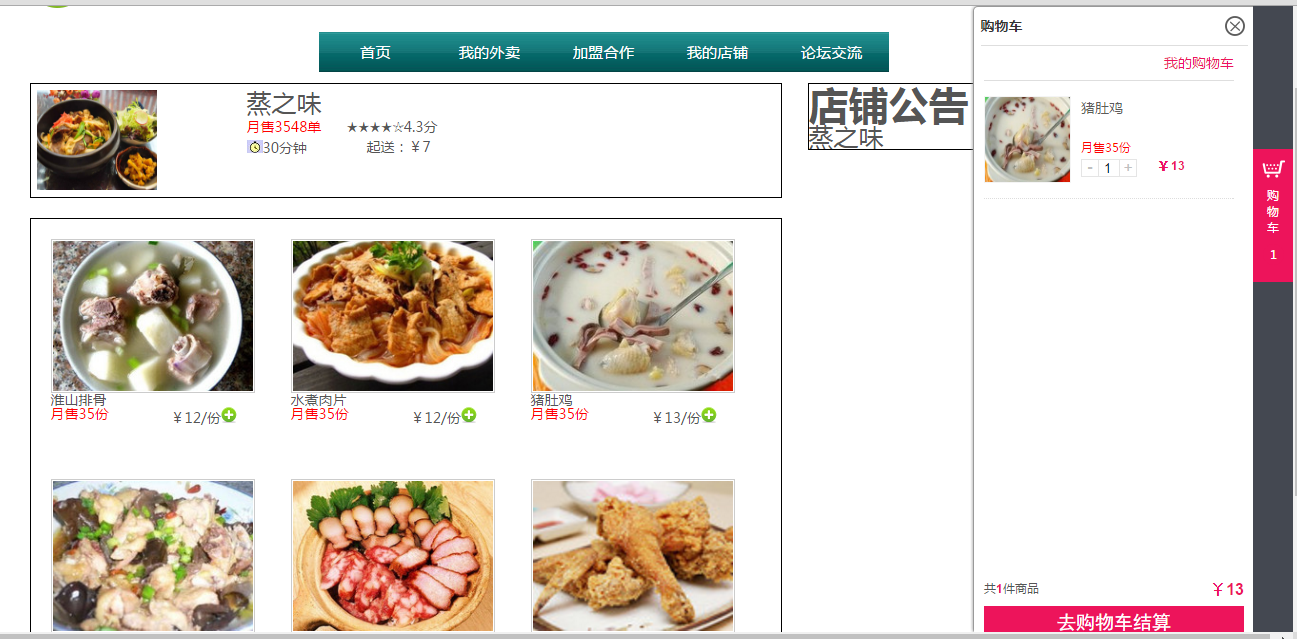 首页 我的外卖 加盟合作 我的店铺 论坛交流
蒸之味
月售3548单 ★★★★☆4.3分
30分钟 起送：￥7
店铺公告
蒸之味
淮山排骨
月售35份 ￥12/份
水煮肉片
月售35份 ￥12/份
猪肚鸡
月售35份 ￥13/份
购物车
我的购物车
猪肚鸡
月售35份
- 1 + ￥13
共1件商品 ￥13
去购物车结算
购
物
车
1